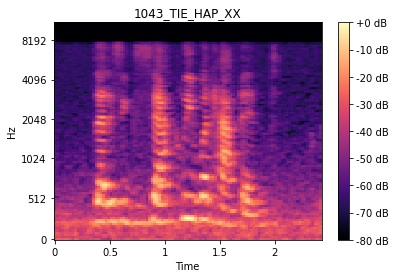 1043_TIE_HAP_XX
+0 dB
8192
-10 dB
4096
-20 dB
-30 dB
2048
Hz
-40 dB
1024
-50 dB
512
-60 dB
-70 dB
0
-80 dB
0 0.5 1 1.5 2
Time